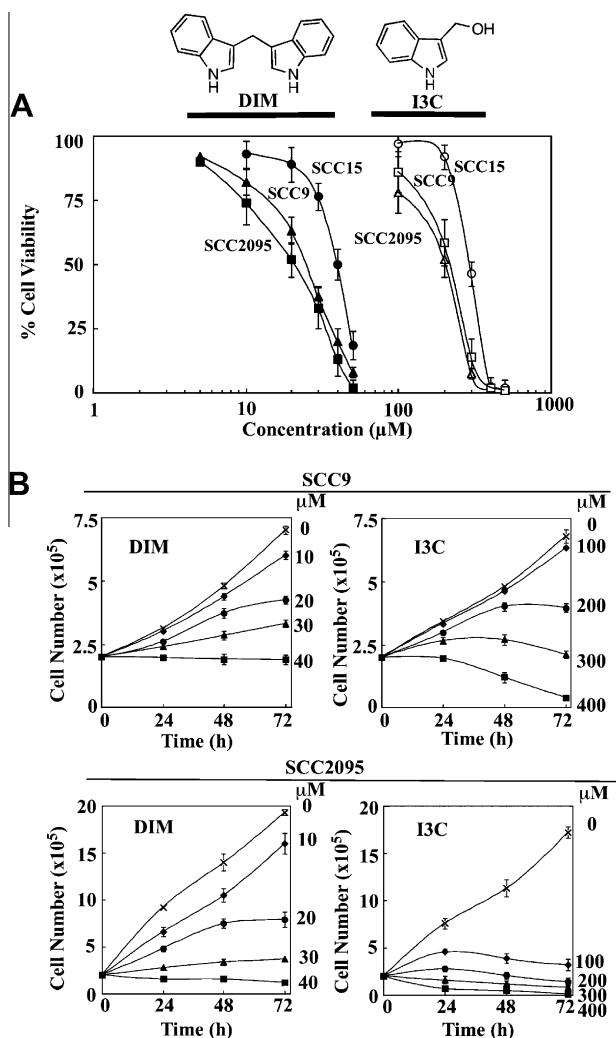 OH
N
H
N
H
N
H
DIM
I3C
A
100
75
50
25
0
% Cell Viability
SCC15
SCC9
SCC2095
SCC15
SCC9
SCC2095
1
10
100
1000
Concentration (µM)
B
SCC9
µM
µM
7.5
5
2.5
0
Cell Number (x10⁵)
DIM
0
10
20
30
40
0 24 48 72
Time (h)
7.5
5
2.5
0
Cell Number (x10⁵)
I3C
0
100
200
300
400
0 24 48 72
Time (h)
SCC2095
µM
µM
20
15
10
5
0
Cell Number (x10⁵)
DIM
0
10
20
30
40
0 24 48 72
Time (h)
20
15
10
5
0
Cell Number (x10⁵)
I3C
0
100
200
300
400
0 24 48 72
Time (h)